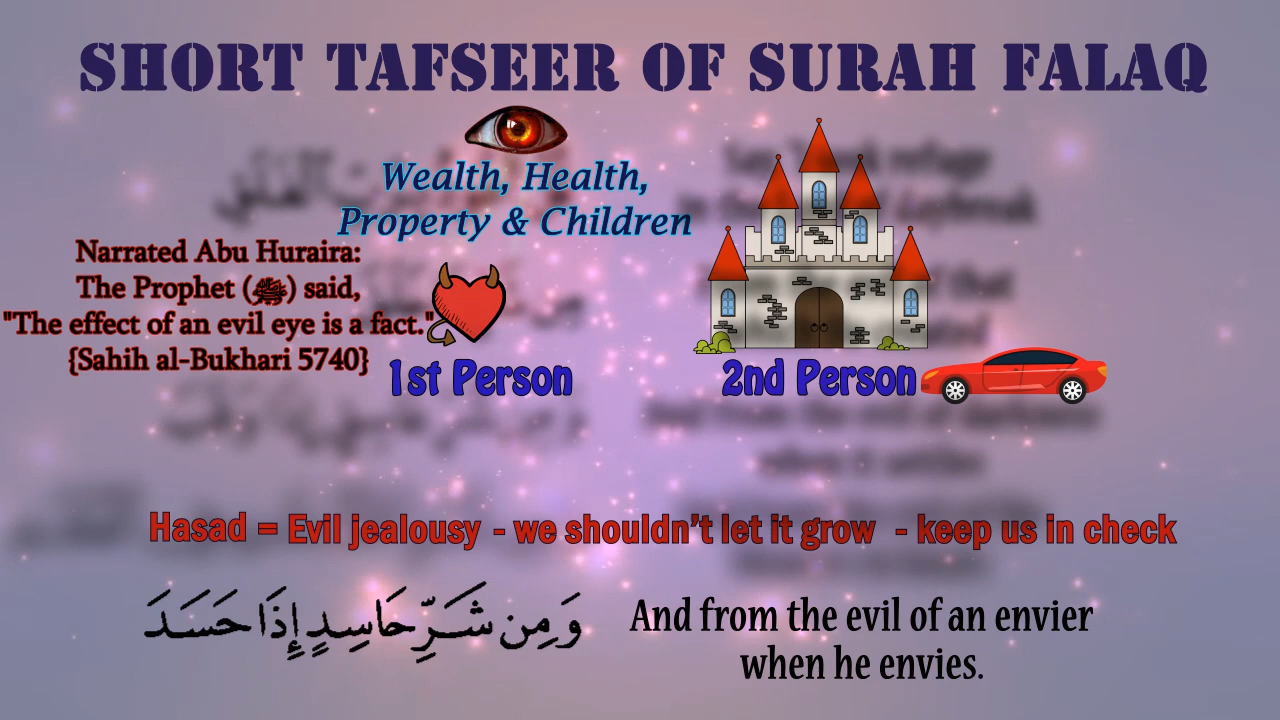 SHORT TAFSEER OF SURAH FALAQ
Wealth, Health,
Property & Children
Narrated Abu Huraira:
The Prophet (ﷺ) said,
"The effect of an evil eye is a fact."
{Sahih al-Bukhari 5740}
1st Person
2nd Person
Hasad = Evil jealousy - we shouldn't let it grow - keep us in check
وَمِن شَرِّ حَاسِدٍ إِذَا حَسَدَ
And from the evil of an envier
when he envies.